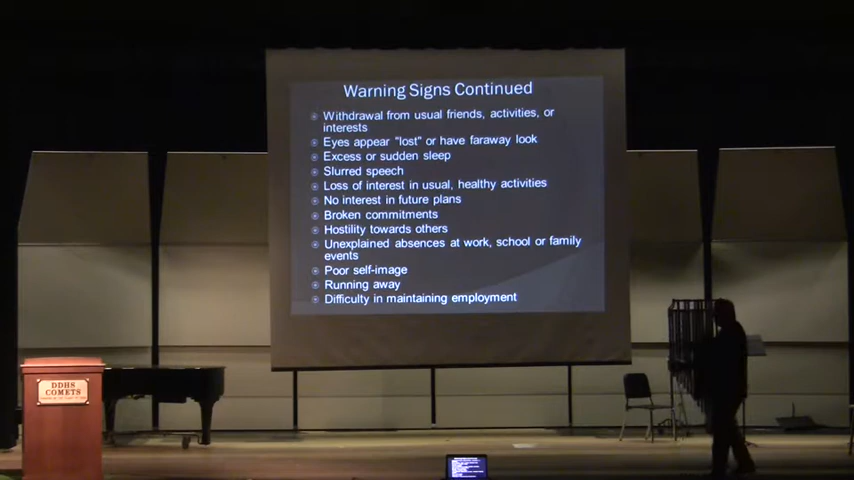 Warning Signs Continued
Withdrawal from usual friends, activities, or
interests
Eyes appear "lost" or have faraway look
Excess or sudden sleep
Slurred speech
Loss of interest in usual, healthy activities
No interest in future plans
Broken commitments
Hostility towards others
Unexplained absences at work, school or family
events
Poor self-image
Running away
Difficulty in maintaining employment
DDHS
COMETS